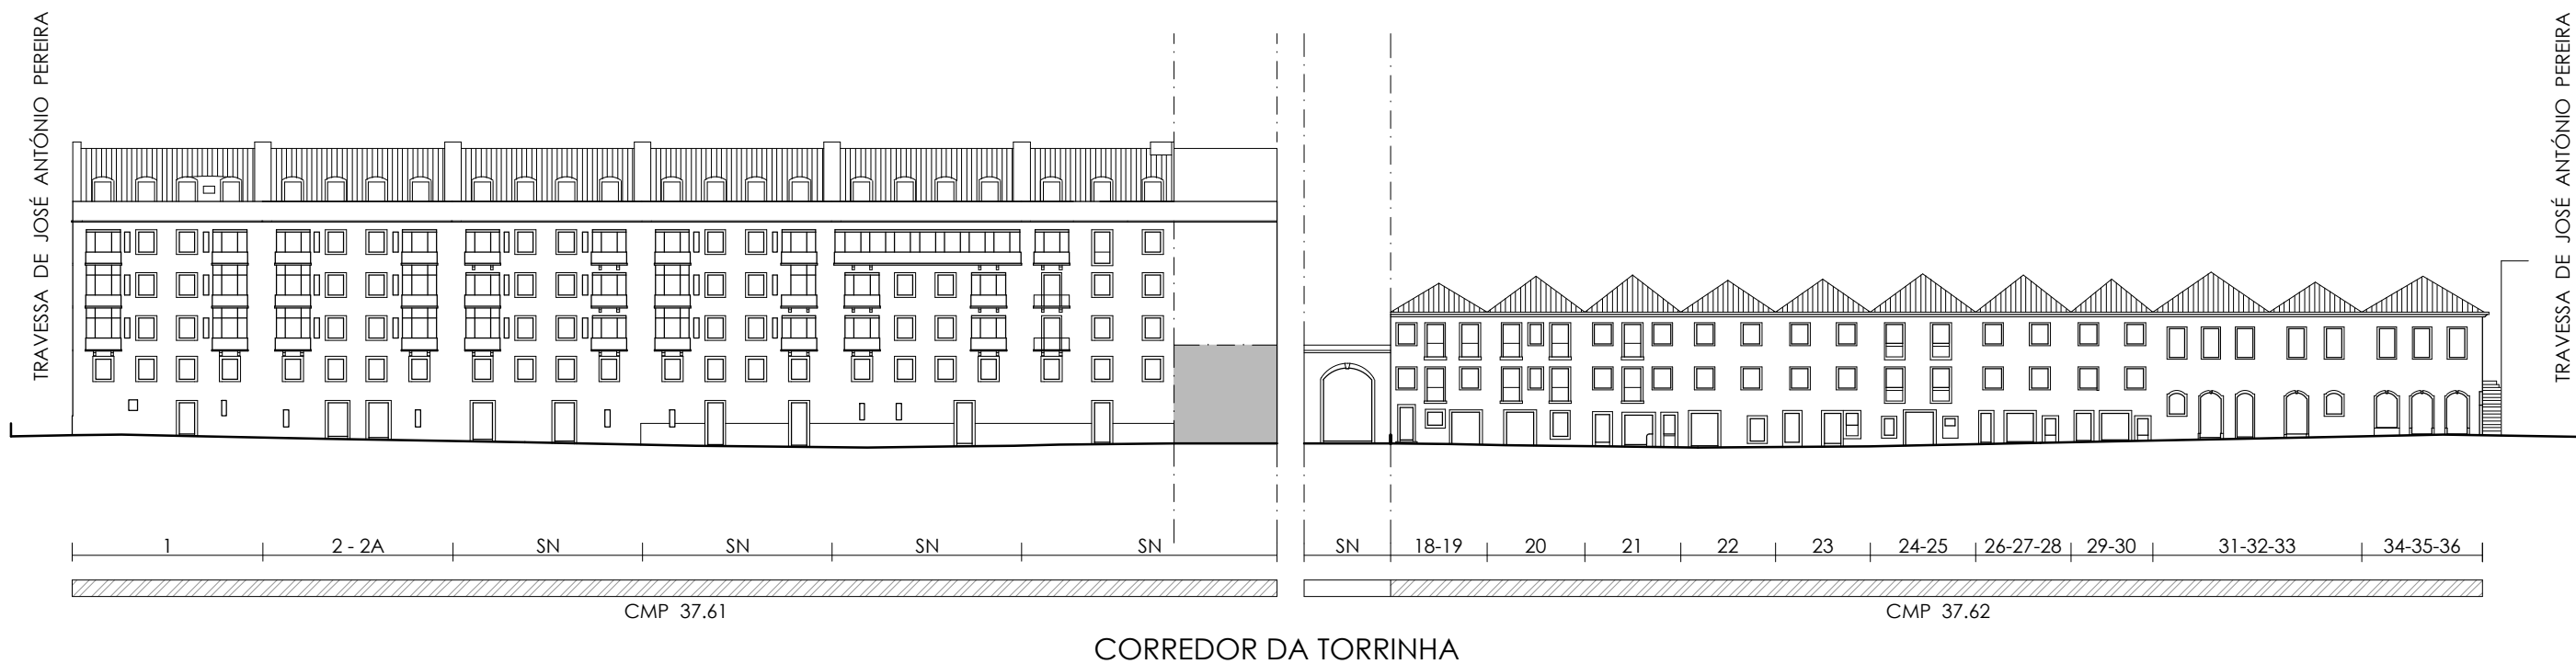 TRAVESSA DE JOSÉ ANTÓNIO PEREIRA
TRAVESSA DE JOSÉ ANTÓNIO PEREIRA
1 2 - 2A SN SN SN SN SN 18-19 20 21 22 23 24-25 26-27-28 29-30 31-32-33 34-35-36
CMP 37.61 CMP 37.62
CORREDOR DA TORRINHA